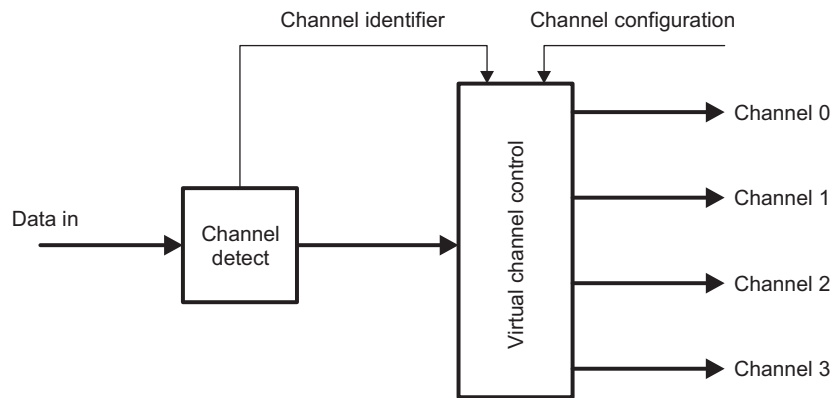 Channel identifier
Channel configuration
Channel 0
Data in
Channel
detect
Virtual channel control
Channel 1
Channel 2
Channel 3